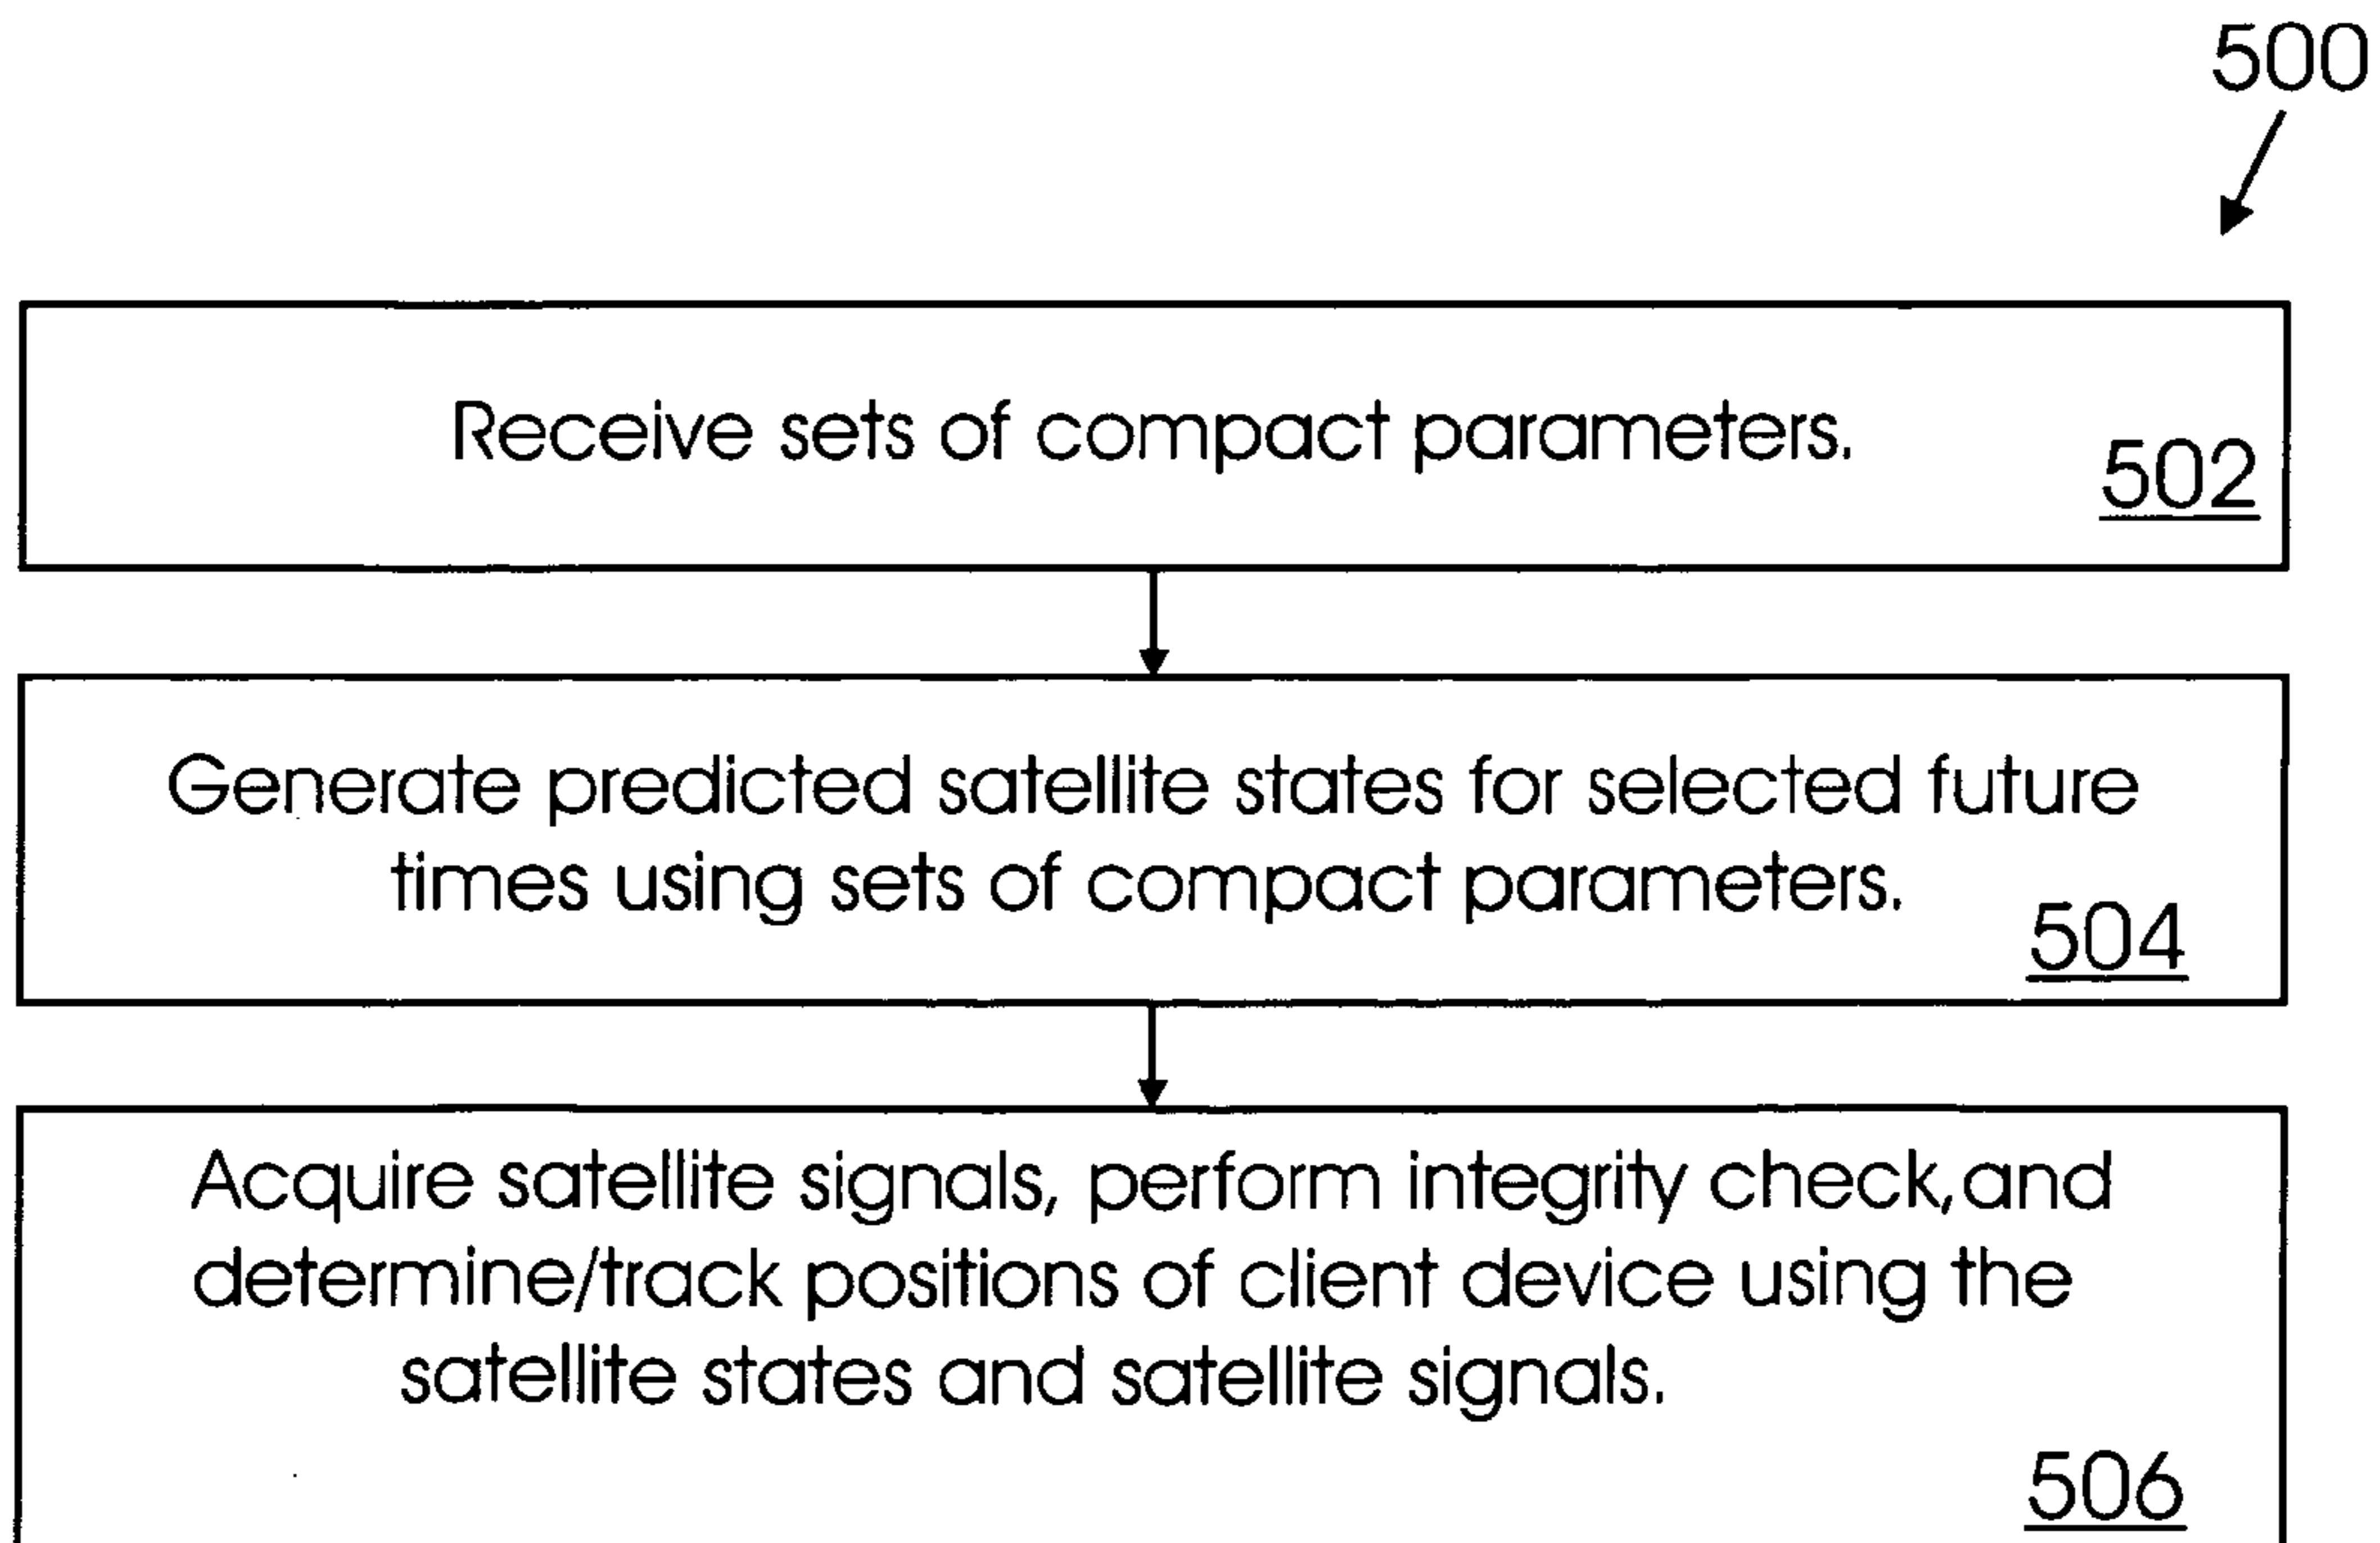 500
Receive sets of compact parameters.
502
Generate predicted satellite states for selected future
times using sets of compact parameters.
504
Acquire satellite signals, perform integrity check,and
determine/track positions of client device using the
satellite states and satellite signals.
506